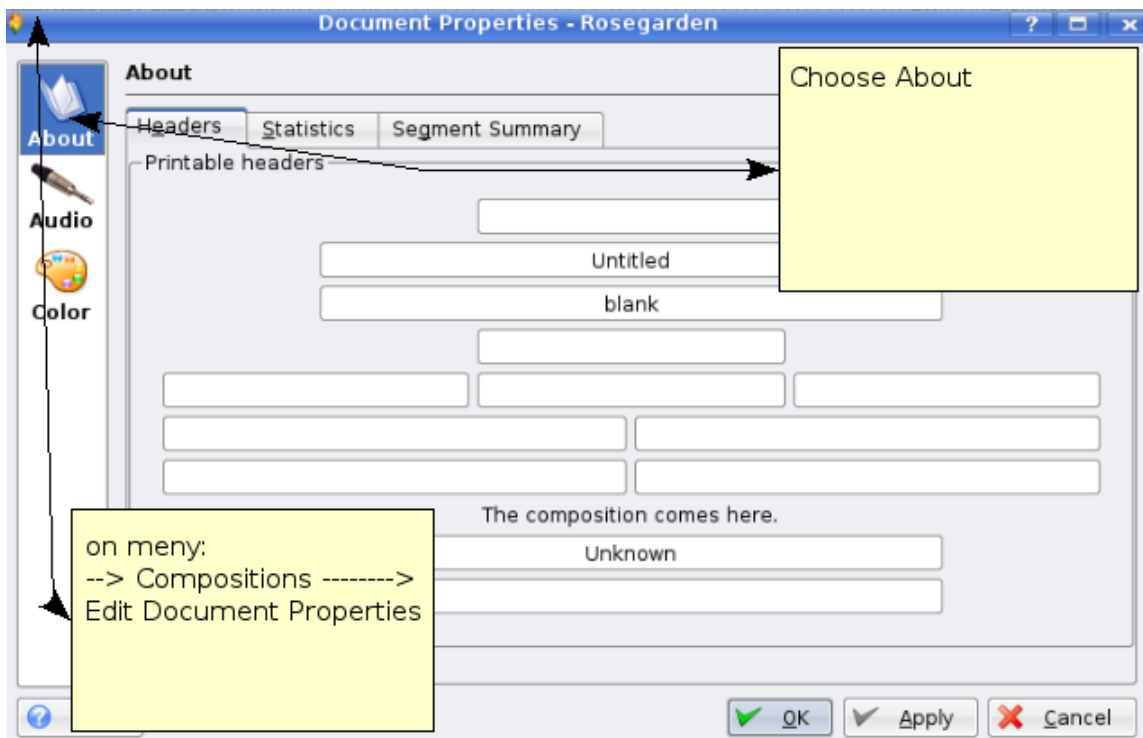 Document Properties - Rosegarden
About
Choose About
About
Headers Statistics Segment Summary
Printable headers
Audio
Untitled
blank
Color
The composition comes here.
Unknown
on meny:
--> Compositions -------->
Edit Document Properties
OK Apply Cancel